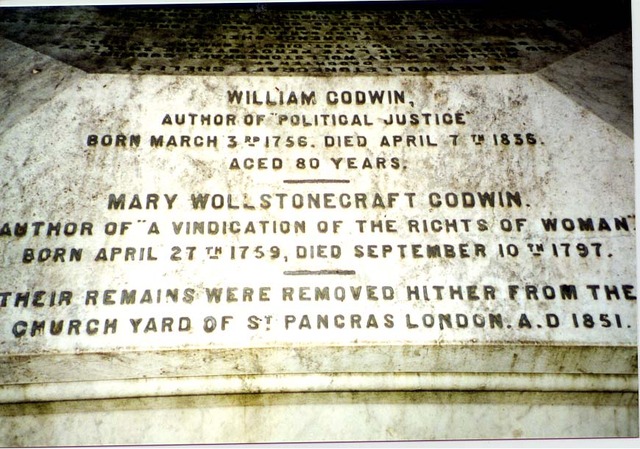 WILLIAM GODWIN,
AUTHOR OF "POLITICAL JUSTICE"
BORN MARCH 3RD 1756. DIED APRIL 7TH 1836.
AGED 80 YEARS.
MARY WOLLSTONECRAFT GODWIN.
AUTHOR OF "A VINDICATION OF THE RIGHTS OF WOMAN"
BORN APRIL 27TH 1759, DIED SEPTEMBER 10TH 1797.
THEIR REMAINS WERE REMOVED HITHER FROM THE
CHURCH YARD OF ST PANCRAS LONDON. A.D 1851.